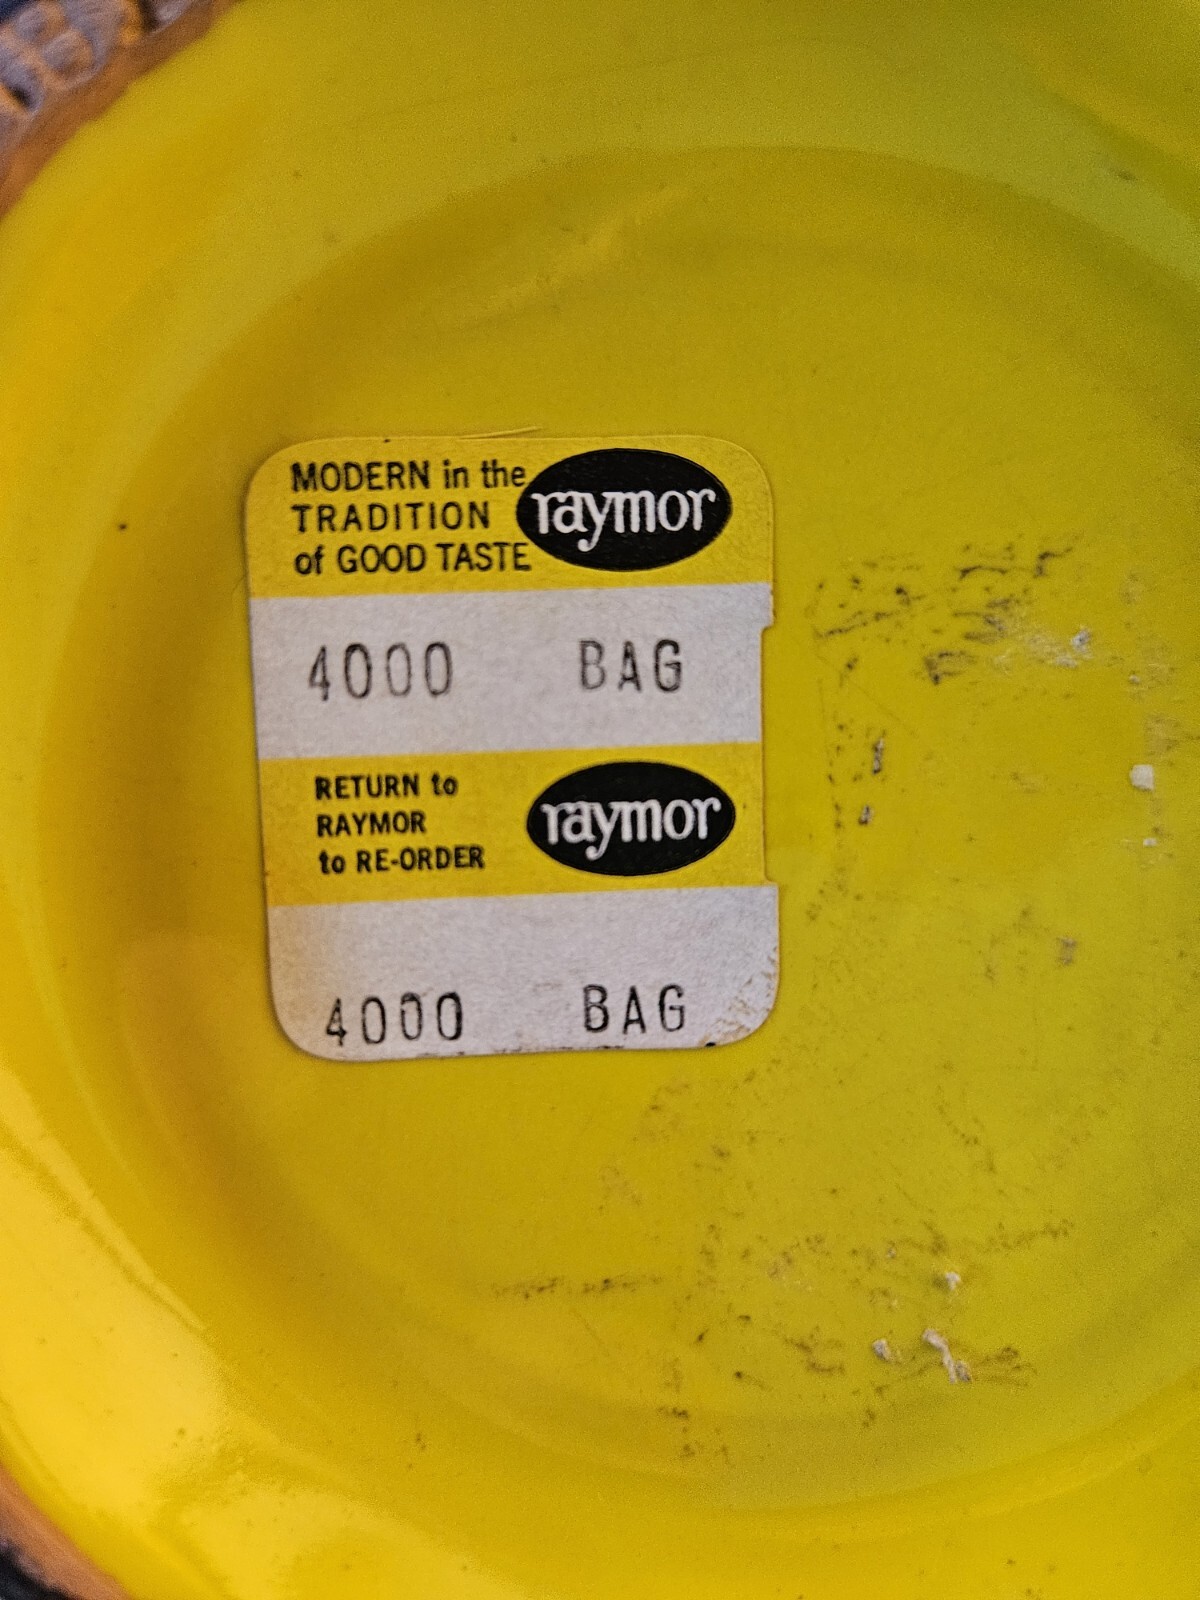 MODERN in the
TRADITION
of GOOD TASTE
raymor
4000 BAG
RETURN to
RAYMOR
to RE-ORDER
raymor
4000 BAG